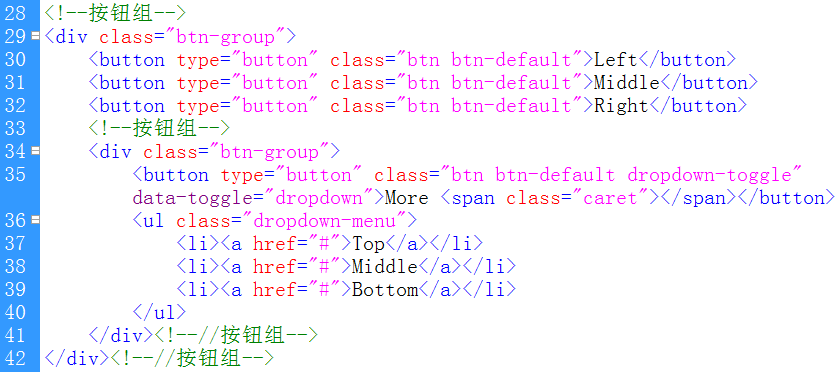 28 <!--按钮组-->
29 <div class="btn-group">
30     <button type="button" class="btn btn-default">Left</button>
31     <button type="button" class="btn btn-default">Middle</button>
32     <button type="button" class="btn btn-default">Right</button>
33     <!--按钮组-->
34     <div class="btn-group">
35         <button type="button" class="btn btn-default dropdown-toggle"
        data-toggle="dropdown">More <span class="caret"></span></button>
36         <ul class="dropdown-menu">
37             <li><a href="#">Top</a></li>
38             <li><a href="#">Middle</a></li>
39             <li><a href="#">Bottom</a></li>
40         </ul>
41     </div><!--//按钮组-->
42 </div><!--//按钮组-->